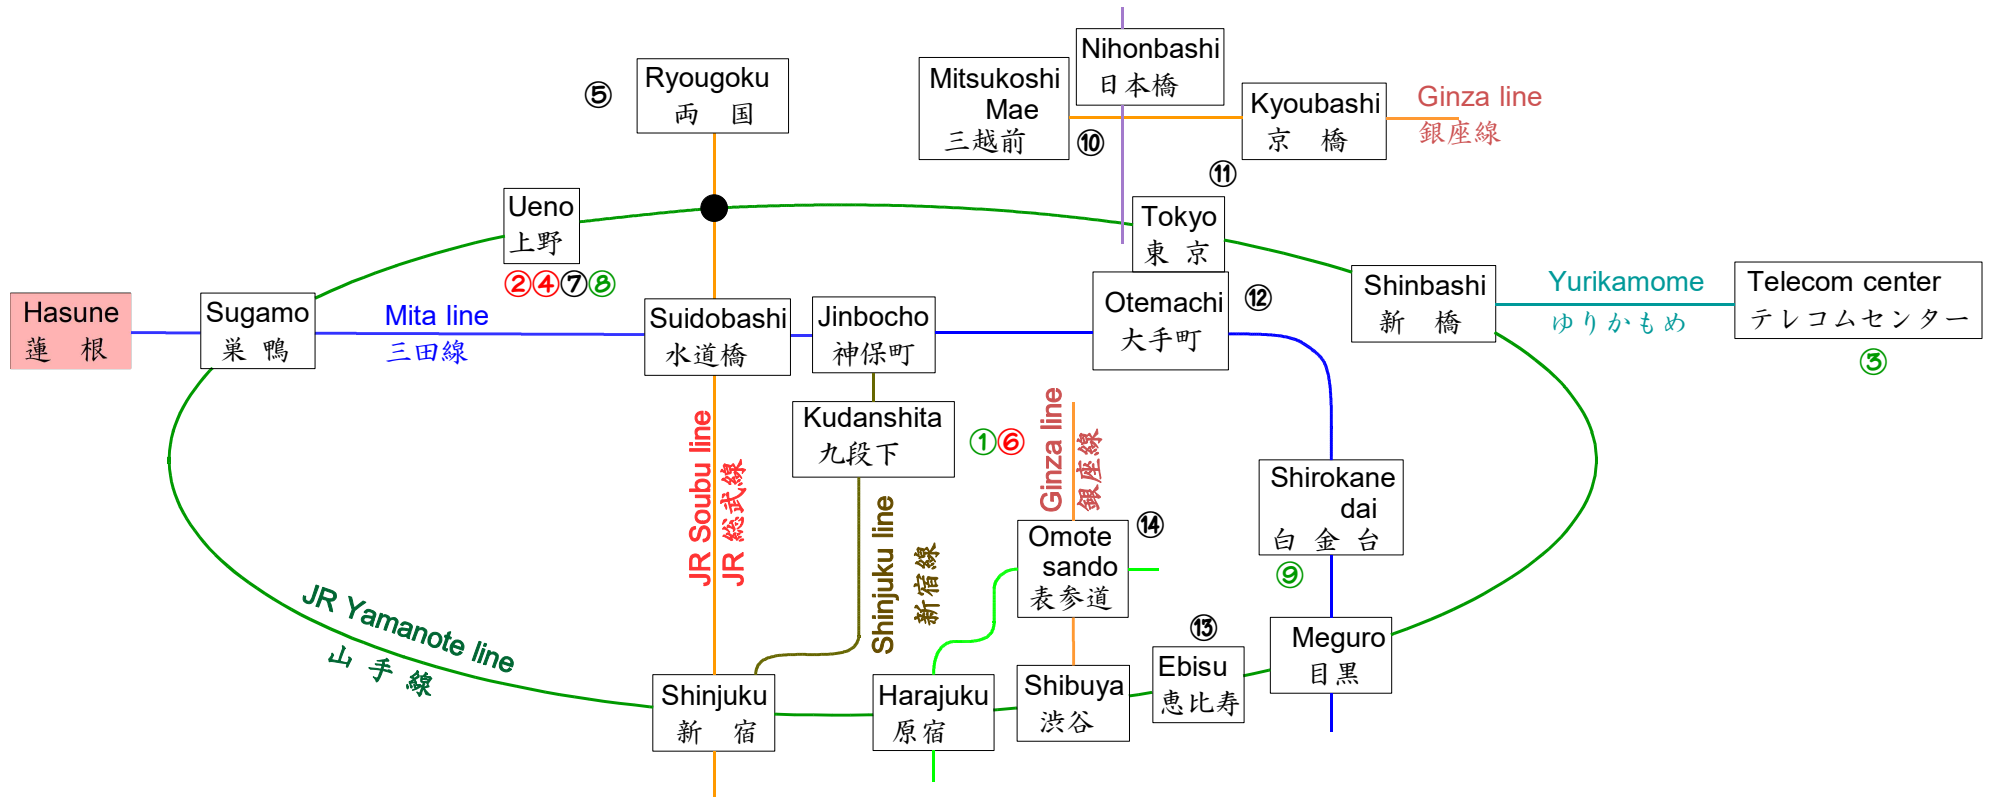 Nihonbashi
日本橋
Mitsukoshi
Mae
三越前
⑩
Kyoubashi
京 橋
Ginza line
銀座線
Ryougoku
両 国
⑤
⑪
Ueno
上野
②④⑦⑧
Tokyo
東 京
Shinbashi
新 橋
Yurikamome
ゆりかもめ
Telecom center
テレコムセンター
③
Hasune
蓮 根
Sugamo
巣 鴨
Mita line
三田線
Suidobashi
水道橋
Jinbocho
神保町
Otemachi
大手町
⑫
Kudanshita
九段下
①⑥
JR Soubu line
JR 総武線
Shinjuku line
新宿線
Ginza line
銀座線
Omote
sando
表参道
⑭
Shirokane
dai
白 金 台
⑨
JR Yamanote line
山 手 線
Shinjuku
新 宿
Harajuku
原宿
Shibuya
渋谷
⑬
Ebisu
恵比寿
Meguro
目黒